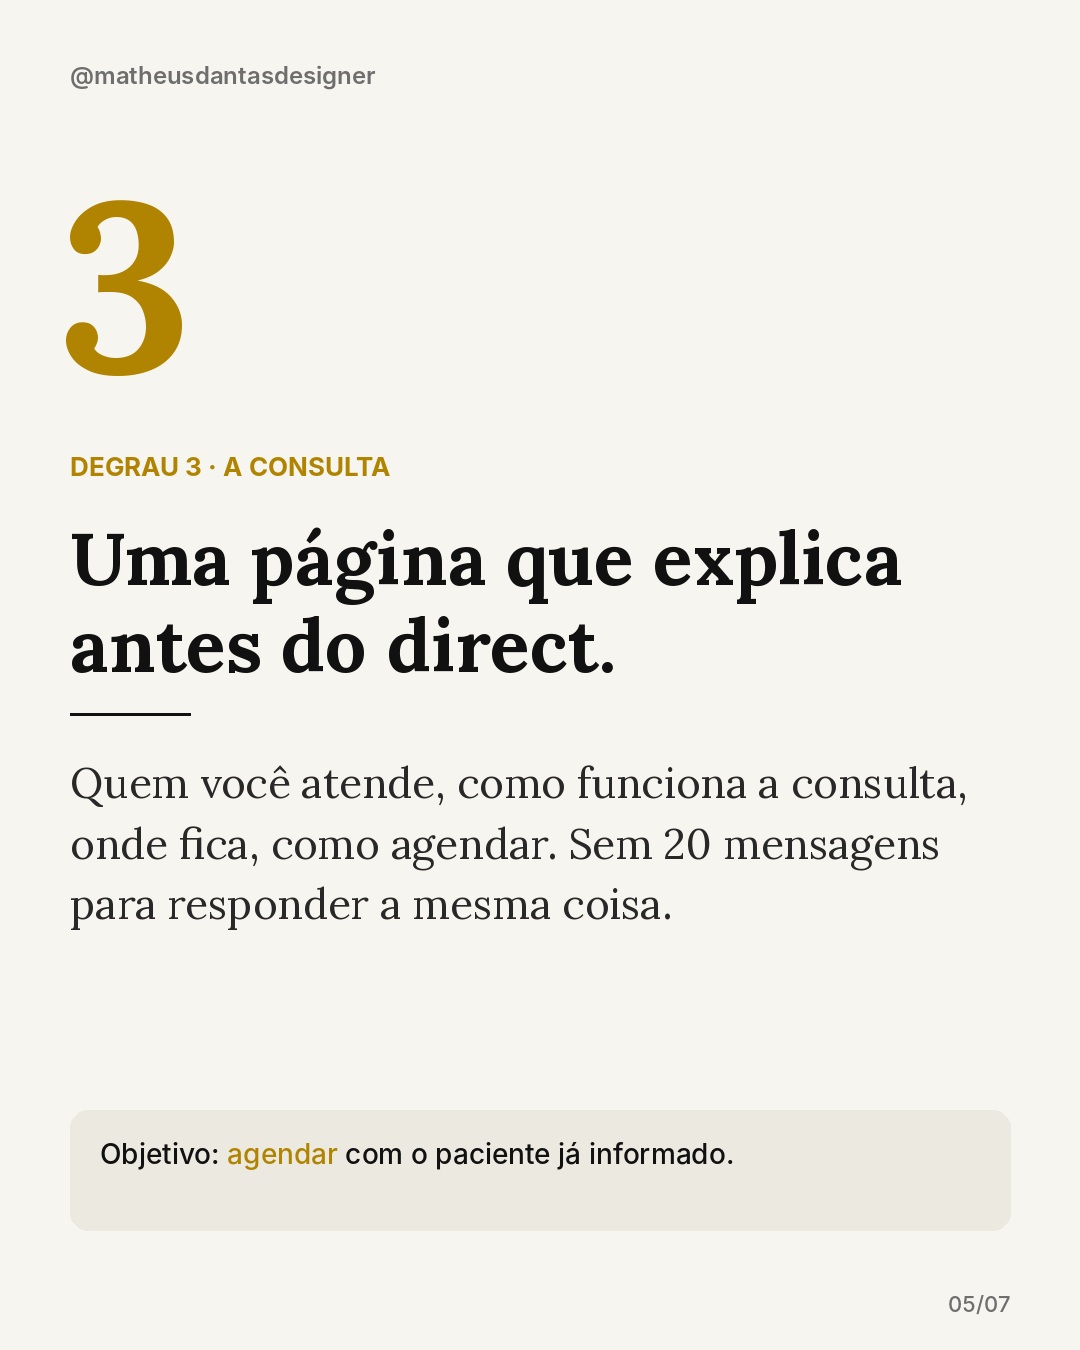 @matheusdantasdesigner
3
DEGRAU 3 · A CONSULTA
Uma página que explica
antes do direct.
Quem você atende, como funciona a consulta,
onde fica, como agendar. Sem 20 mensagens
para responder a mesma coisa.
Objetivo: agendar com o paciente já informado.
05/07